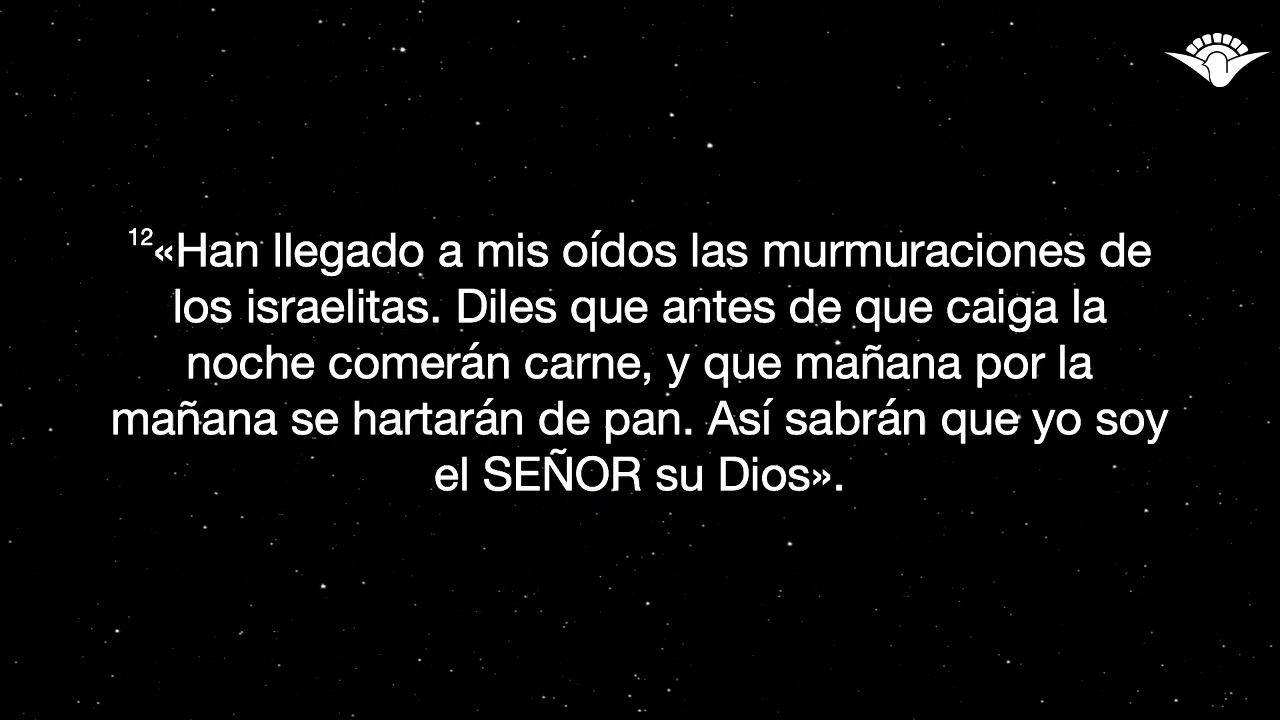 12«Han llegado a mis oídos las murmuraciones de
los israelitas. Diles que antes de que caiga la
noche comerán carne, y que mañana por la
mañana se hartarán de pan. Así sabrán que yo soy
el SEÑOR su Dios».